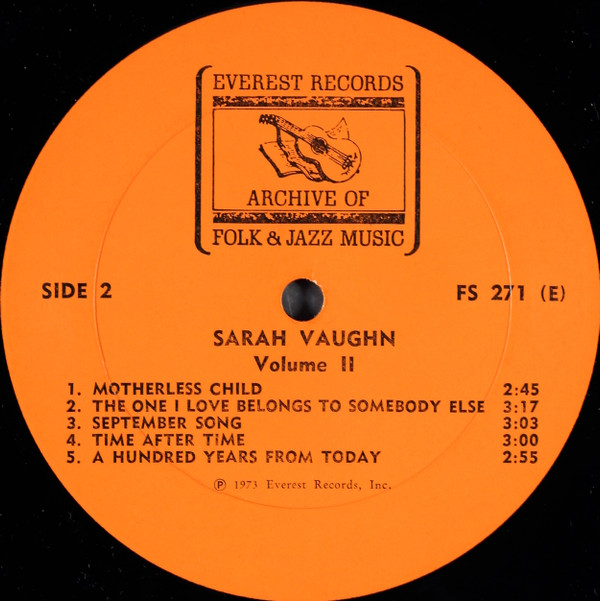 EVEREST RECORDS
ARCHIVE OF
FOLK & JAZZ MUSIC
SIDE 2 FS 271 (E)
SARAH VAUGHN
Volume II
1. MOTHERLESS CHILD 2:45
2. THE ONE I LOVE BELONGS TO SOMEBODY ELSE 3:17
3. SEPTEMBER SONG 3:03
4. TIME AFTER TIME 3:00
5. A HUNDRED YEARS FROM TODAY 2:55
℗ 1973 Everest Records, Inc.